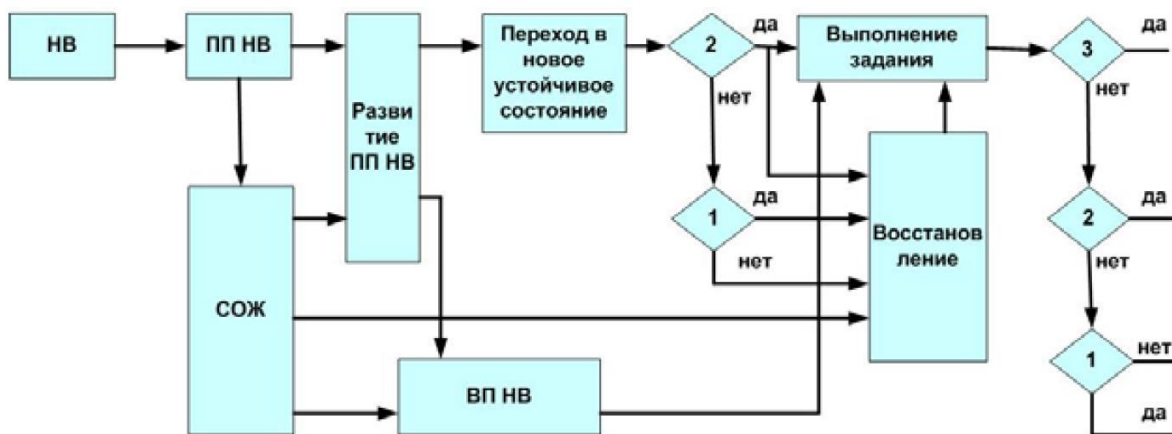 НВ
ПП НВ
Разви
тие
ПП НВ
Переход в
новое
устойчивое
состояние
2
да
нет
Выполнение
задания
3
да
нет
СОЖ
1
да
нет
Восстанов
ление
2
да
нет
ВП НВ
1
нет
да